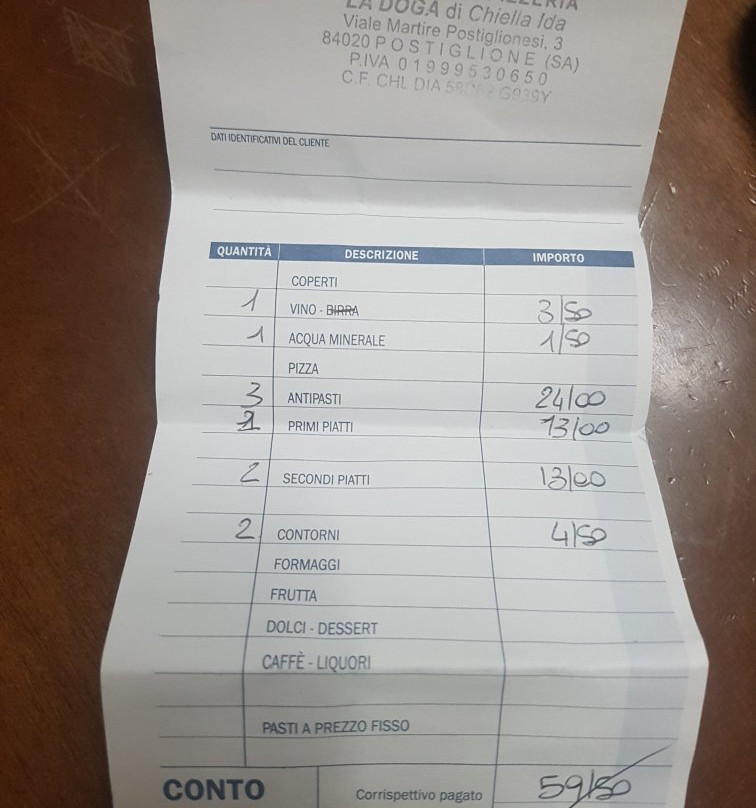 LA DOGA di Chiella Ida
Viale Martire Postiglionesi, 3
84020 POSTIGLIONE (SA)
P.IVA 01999530650
C.F. CHL DIA G939Y
DATI IDENTIFICATIVI DEL CLIENTE
QUANTITÀ DESCRIZIONE IMPORTO
COPERTI
1 VINO - BIRRA 3/50
1 ACQUA MINERALE 1/50
PIZZA
3 ANTIPASTI 24/00
PRIMI PIATTI 13/00
2 SECONDI PIATTI 13/00
2 CONTORNI 4/50
FORMAGGI
FRUTTA
DOLCI - DESSERT
CAFFÈ - LIQUORI
PASTI A PREZZO FISSO
CONTO Corrispettivo pagato 59/50